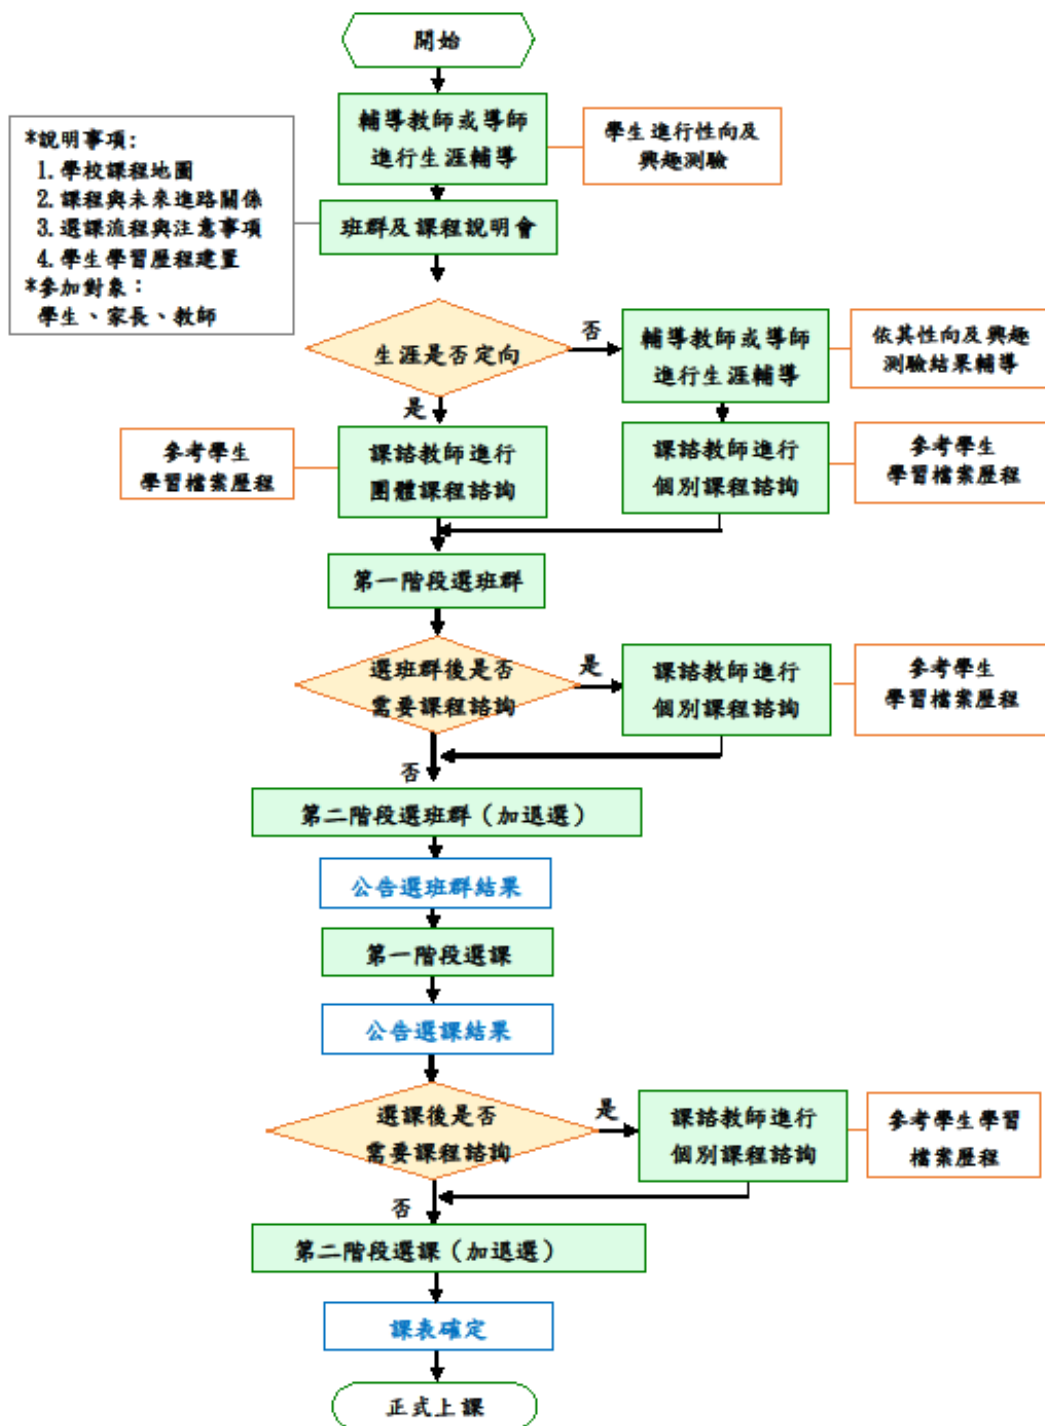 開始
輔導教師或導師
進行生涯輔導
學生進行性向及
興趣測驗
*說明事項:
1.學校課程地圖
2.課程與未來進路關係
3.選課流程與注意事項
4.學生學習歷程建置
*參加對象：
學生、家長、教師
班群及課程說明會
生涯是否定向
否
輔導教師或導師
進行生涯輔導
依其性向及興趣
測驗結果輔導
是
參考學生
學習檔案歷程
課諮教師進行
團體課程諮詢
課諮教師進行
個別課程諮詢
參考學生
學習檔案歷程
第一階段選班群
選班群後是否
需要課程諮詢
是
課諮教師進行
個別課程諮詢
參考學生
學習檔案歷程
否
第二階段選班群（加退選）
公告選班群結果
第一階段選課
公告選課結果
選課後是否
需要課程諮詢
是
課諮教師進行
個別課程諮詢
參考學生學習
檔案歷程
否
第二階段選課（加退選）
課表確定
正式上課